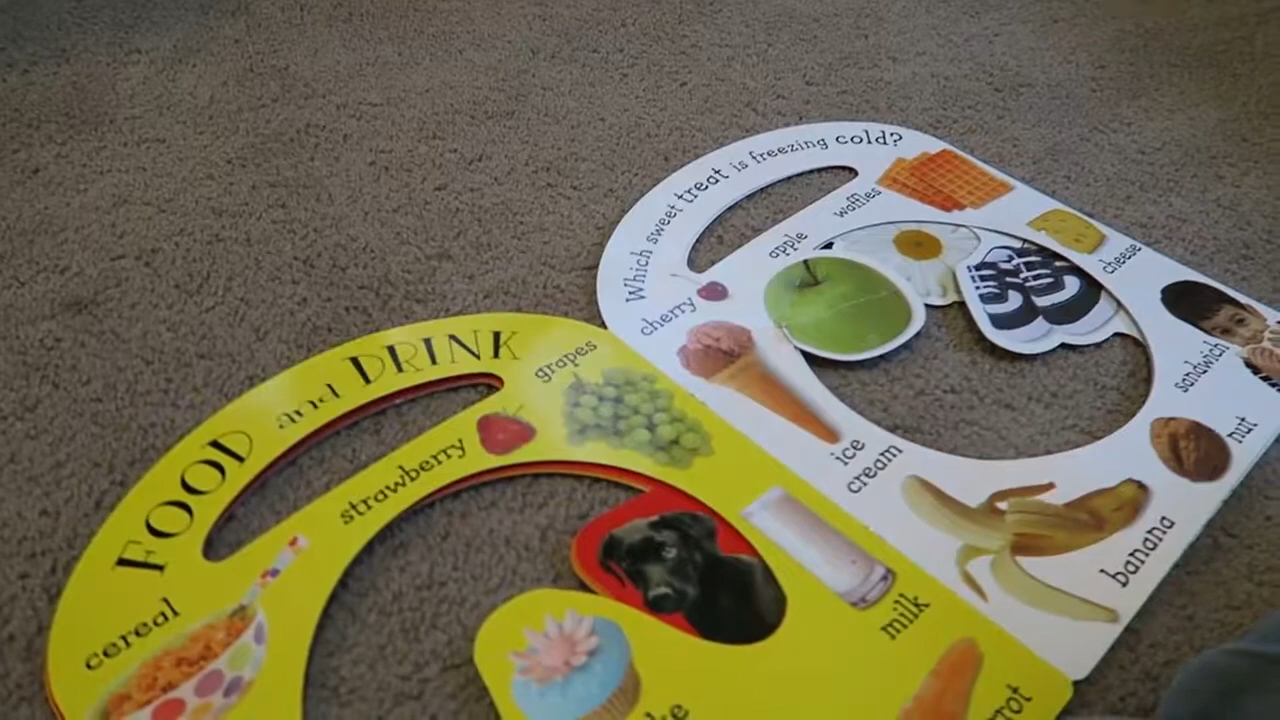 FOOD and DRINK
grapes
strawberry
cereal
milk
Which sweet treat is freezing cold?
waffles
apple
cheese
cherry
sandwich
ice
cream
nut
banana